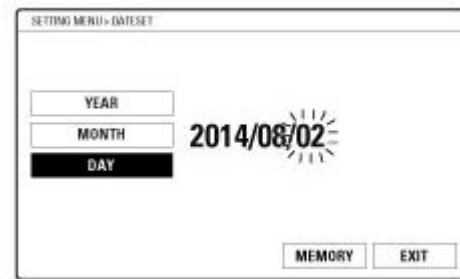 SETTING MENU> DATESET
YEAR
MONTH
2014/08/02
DAY
MEMORY
EXIT